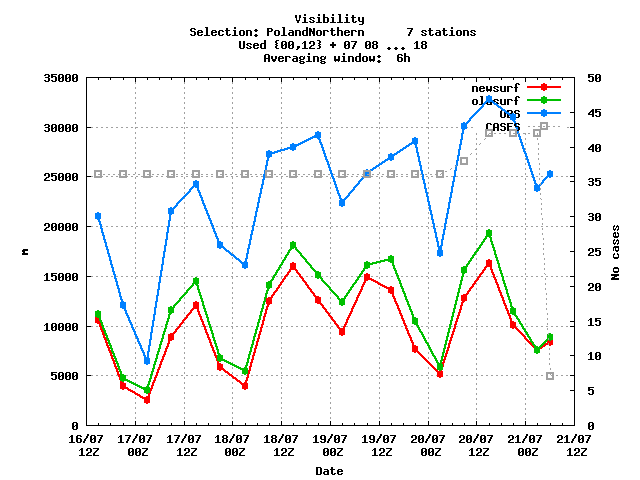 Visibility
Selection: PolandNorthern 7 stations
Used {00,12} + 07 08 ... 18
Averaging window: 6h
35000
30000
25000
20000
15000
10000
5000
0
m
50
45
40
35
30
25
20
15
10
5
0
No cases
newsurf
oldsurf
OBS
CASES
16/07 17/07 17/07 18/07 18/07 19/07 19/07 20/07 20/07 21/07 21/07
12Z 00Z 12Z 00Z 12Z 00Z 12Z 00Z 12Z 00Z 12Z
Date